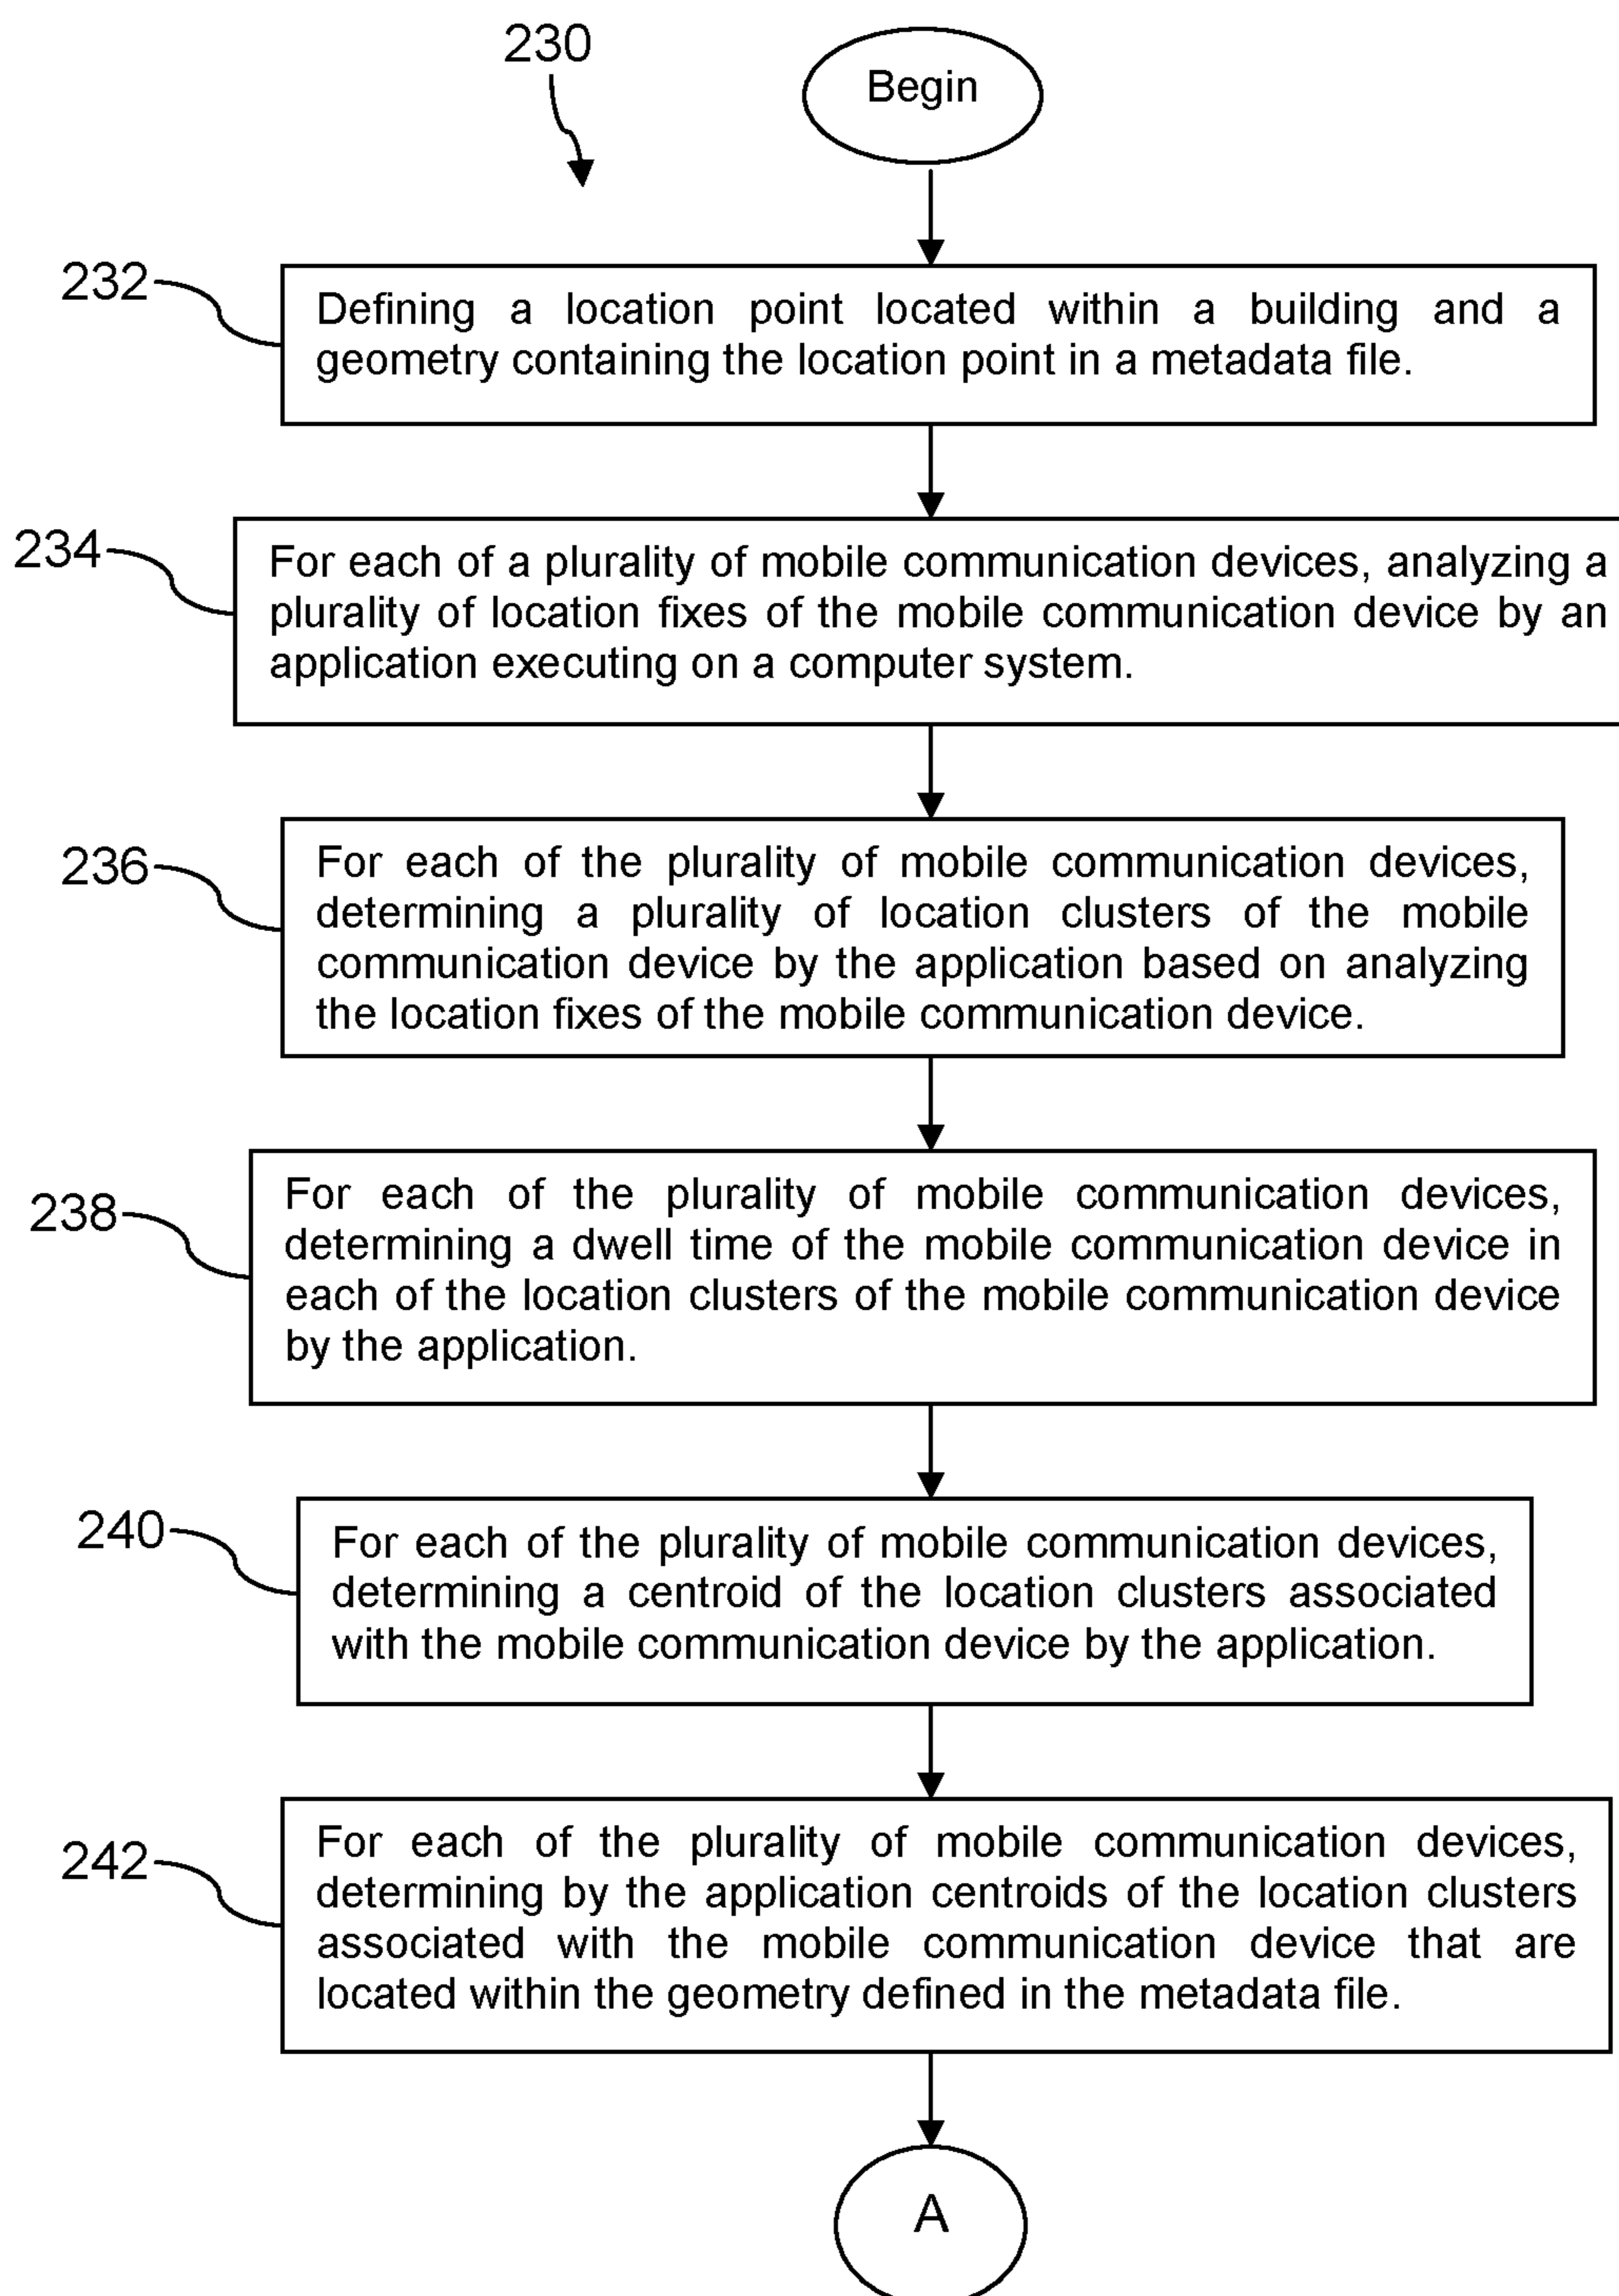 230
Begin
232
Defining a location point located within a building and a
geometry containing the location point in a metadata file.
234
For each of a plurality of mobile communication devices, analyzing a
plurality of location fixes of the mobile communication device by an
application executing on a computer system.
236
For each of the plurality of mobile communication devices,
determining a plurality of location clusters of the mobile
communication device by the application based on analyzing
the location fixes of the mobile communication device.
238
For each of the plurality of mobile communication devices,
determining a dwell time of the mobile communication device in
each of the location clusters of the mobile communication device
by the application.
240
For each of the plurality of mobile communication devices,
determining a centroid of the location clusters associated
with the mobile communication device by the application.
242
For each of the plurality of mobile communication devices,
determining by the application centroids of the location clusters
associated with the mobile communication device that are
located within the geometry defined in the metadata file.
A